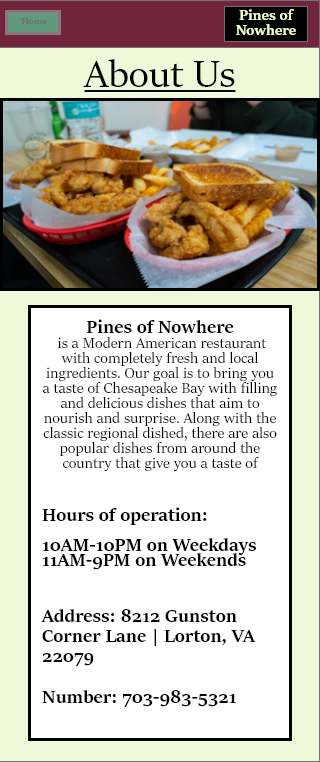 Home
Pines of
Nowhere
About Us
Pines of Nowhere
is a Modern American restaurant
with completely fresh and local
ingredients. Our goal is to bring you
a taste of Chesapeake Bay with filling
and delicious dishes that aim to
nourish and surprise. Along with the
classic regional dished, there are also
popular dishes from around the
country that give you a taste of
Hours of operation:
10AM-10PM on Weekdays
11AM-9PM on Weekends
Address: 8212 Gunston
Corner Lane | Lorton, VA
22079
Number: 703-983-5321